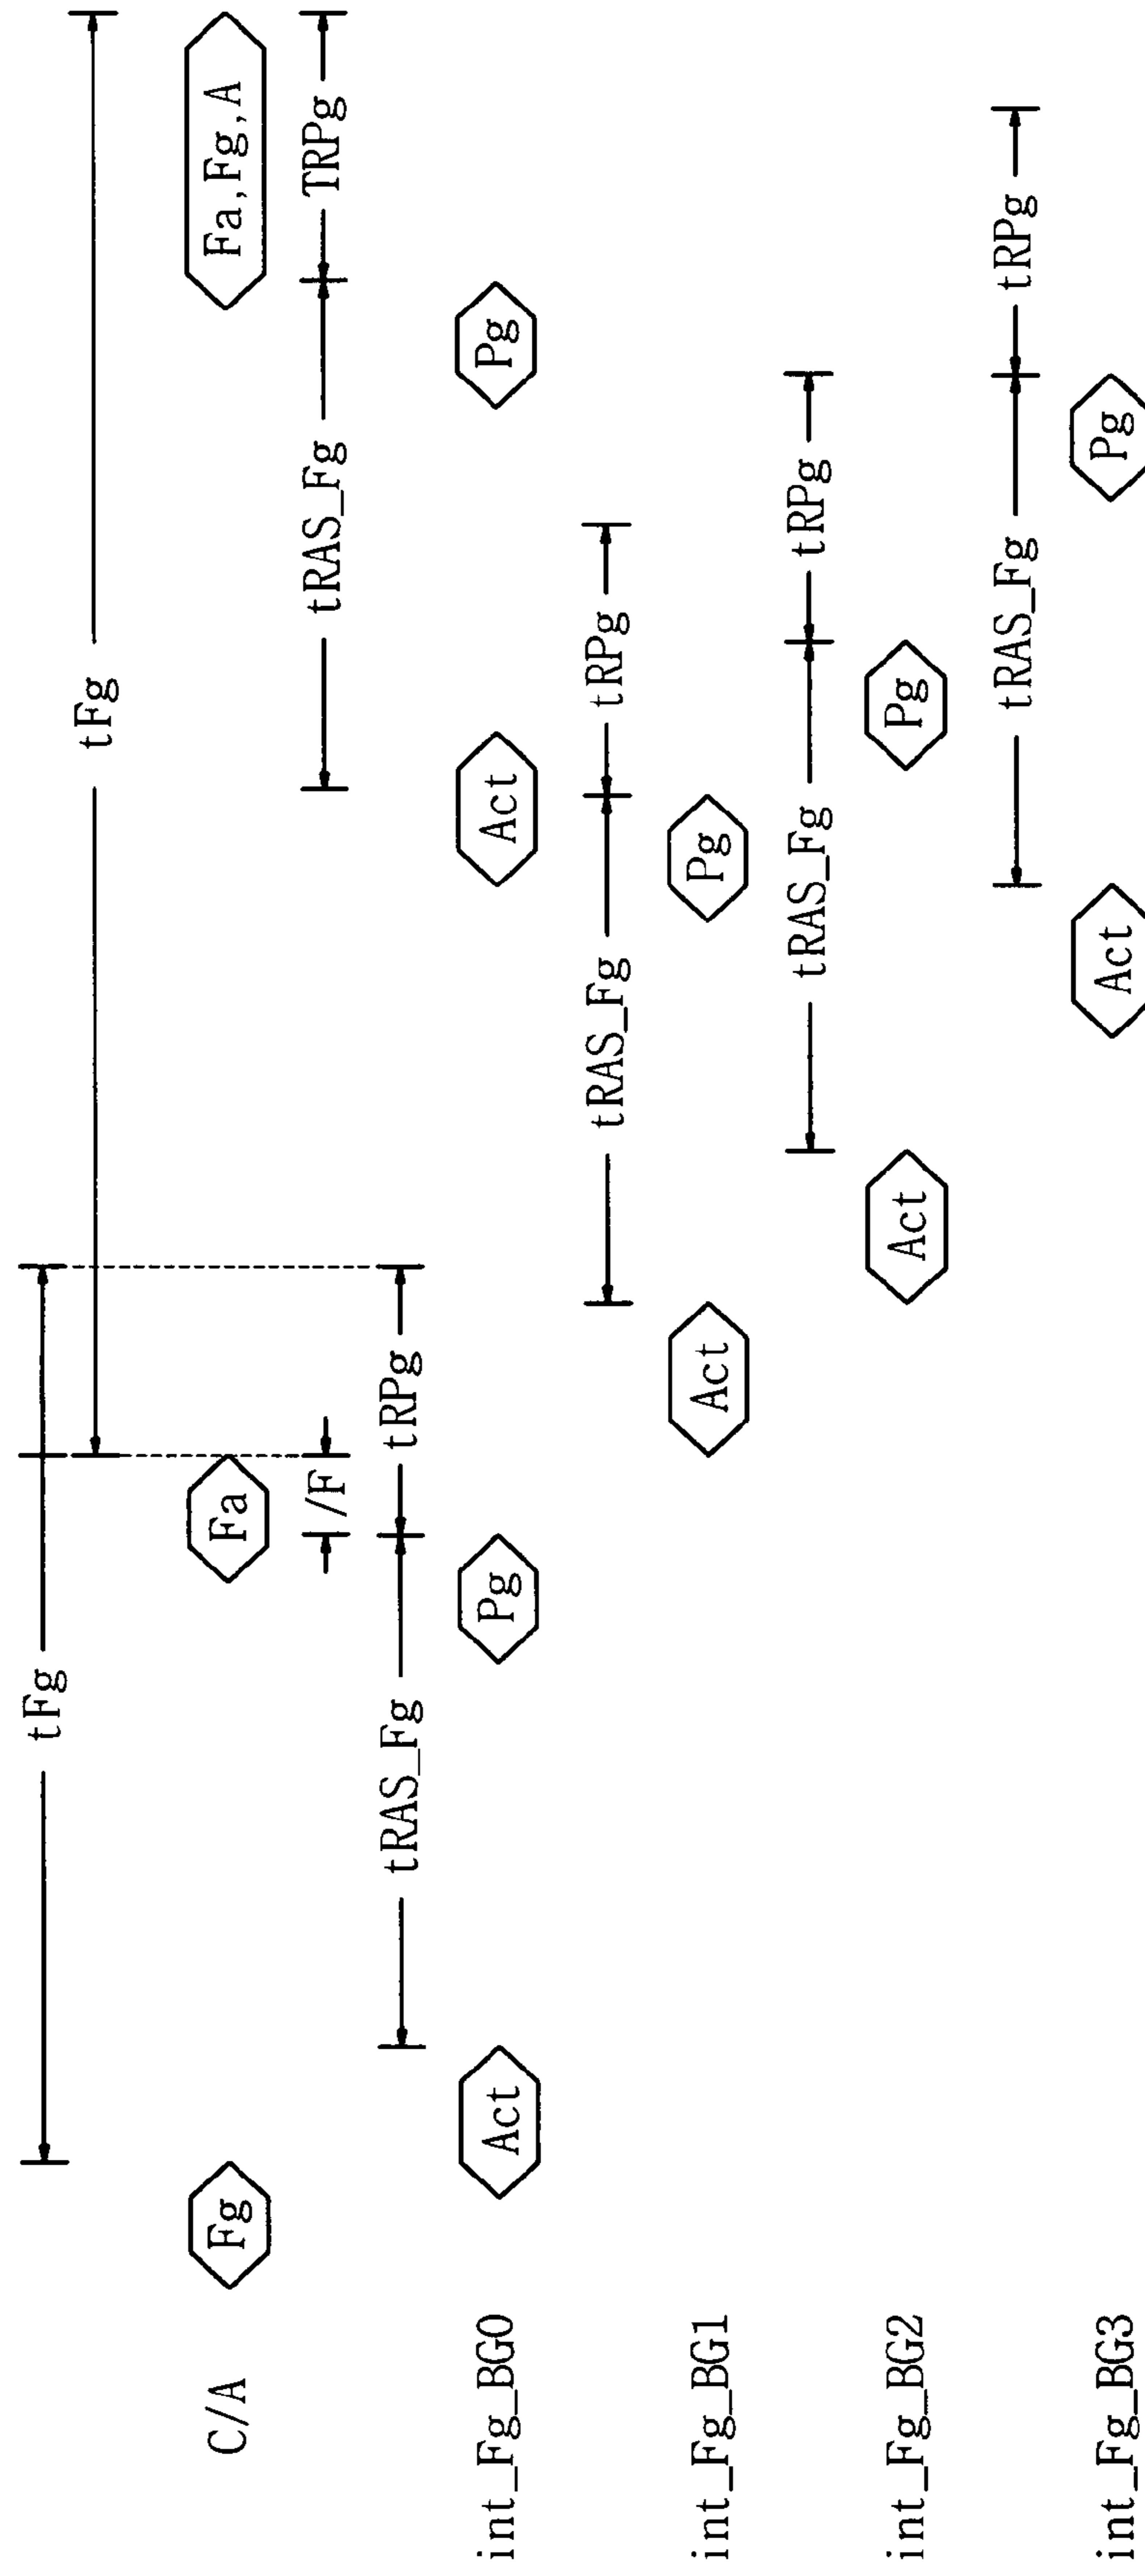 tFg
tFg
C/A
Fg
Fa
Fa,Fg,A
/F
tRAS_Fg
TRPg
tRAS_Fg
tRPg
int_Fg_BG0
Act
Pg
Act
Pg
tRAS_Fg
tRPg
int_Fg_BG1
Act
Pg
tRAS_Fg
tRPg
int_Fg_BG2
Act
Pg
tRAS_Fg
tRPg
int_Fg_BG3
Act
Pg